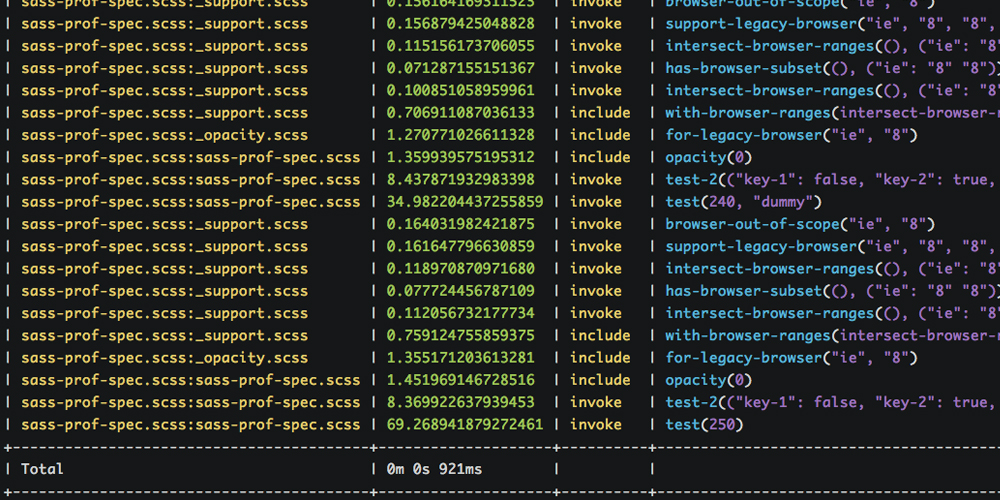 | sass-prof-spec.scss:_support.scss | 0.156164169311523 | invoke | browser-out-of-scope("ie", "8")
| sass-prof-spec.scss:_support.scss | 0.156879425048828 | invoke | support-legacy-browser("ie", "8", "8",
| sass-prof-spec.scss:_support.scss | 0.115156173706055 | invoke | intersect-browser-ranges((), ("ie": "8"
| sass-prof-spec.scss:_support.scss | 0.071287155151367 | invoke | has-browser-subset((), ("ie": "8" "8"))
| sass-prof-spec.scss:_support.scss | 0.100851058959961 | invoke | intersect-browser-ranges((), ("ie": "8"
| sass-prof-spec.scss:_support.scss | 0.706911087036133 | include | with-browser-ranges(intersect-browser-r
| sass-prof-spec.scss:_opacity.scss | 1.270771026611328 | include | for-legacy-browser("ie", "8")
| sass-prof-spec.scss:sass-prof-spec.scss | 1.359939575195312 | include | opacity(0)
| sass-prof-spec.scss:sass-prof-spec.scss | 8.437871932983398 | invoke | test-2(("key-1": false, "key-2": true,
| sass-prof-spec.scss:sass-prof-spec.scss | 34.982204437255859 | invoke | test(240, "dummy")
| sass-prof-spec.scss:_support.scss | 0.164031982421875 | invoke | browser-out-of-scope("ie", "8")
| sass-prof-spec.scss:_support.scss | 0.161647796630859 | invoke | support-legacy-browser("ie", "8", "8",
| sass-prof-spec.scss:_support.scss | 0.118970870971680 | invoke | intersect-browser-ranges((), ("ie": "8"
| sass-prof-spec.scss:_support.scss | 0.077724456787109 | invoke | has-browser-subset((), ("ie": "8" "8"))
| sass-prof-spec.scss:_support.scss | 0.112056732177734 | invoke | intersect-browser-ranges((), ("ie": "8"
| sass-prof-spec.scss:_support.scss | 0.759124755859375 | include | with-browser-ranges(intersect-browser-r
| sass-prof-spec.scss:_opacity.scss | 1.355171203613281 | include | for-legacy-browser("ie", "8")
| sass-prof-spec.scss:sass-prof-spec.scss | 1.451969146728516 | include | opacity(0)
| sass-prof-spec.scss:sass-prof-spec.scss | 8.369922637939453 | invoke | test-2(("key-1": false, "key-2": true,
| sass-prof-spec.scss:sass-prof-spec.scss | 69.268941879272461 | invoke | test(250)
| Total | 0m 0s 921ms | | |